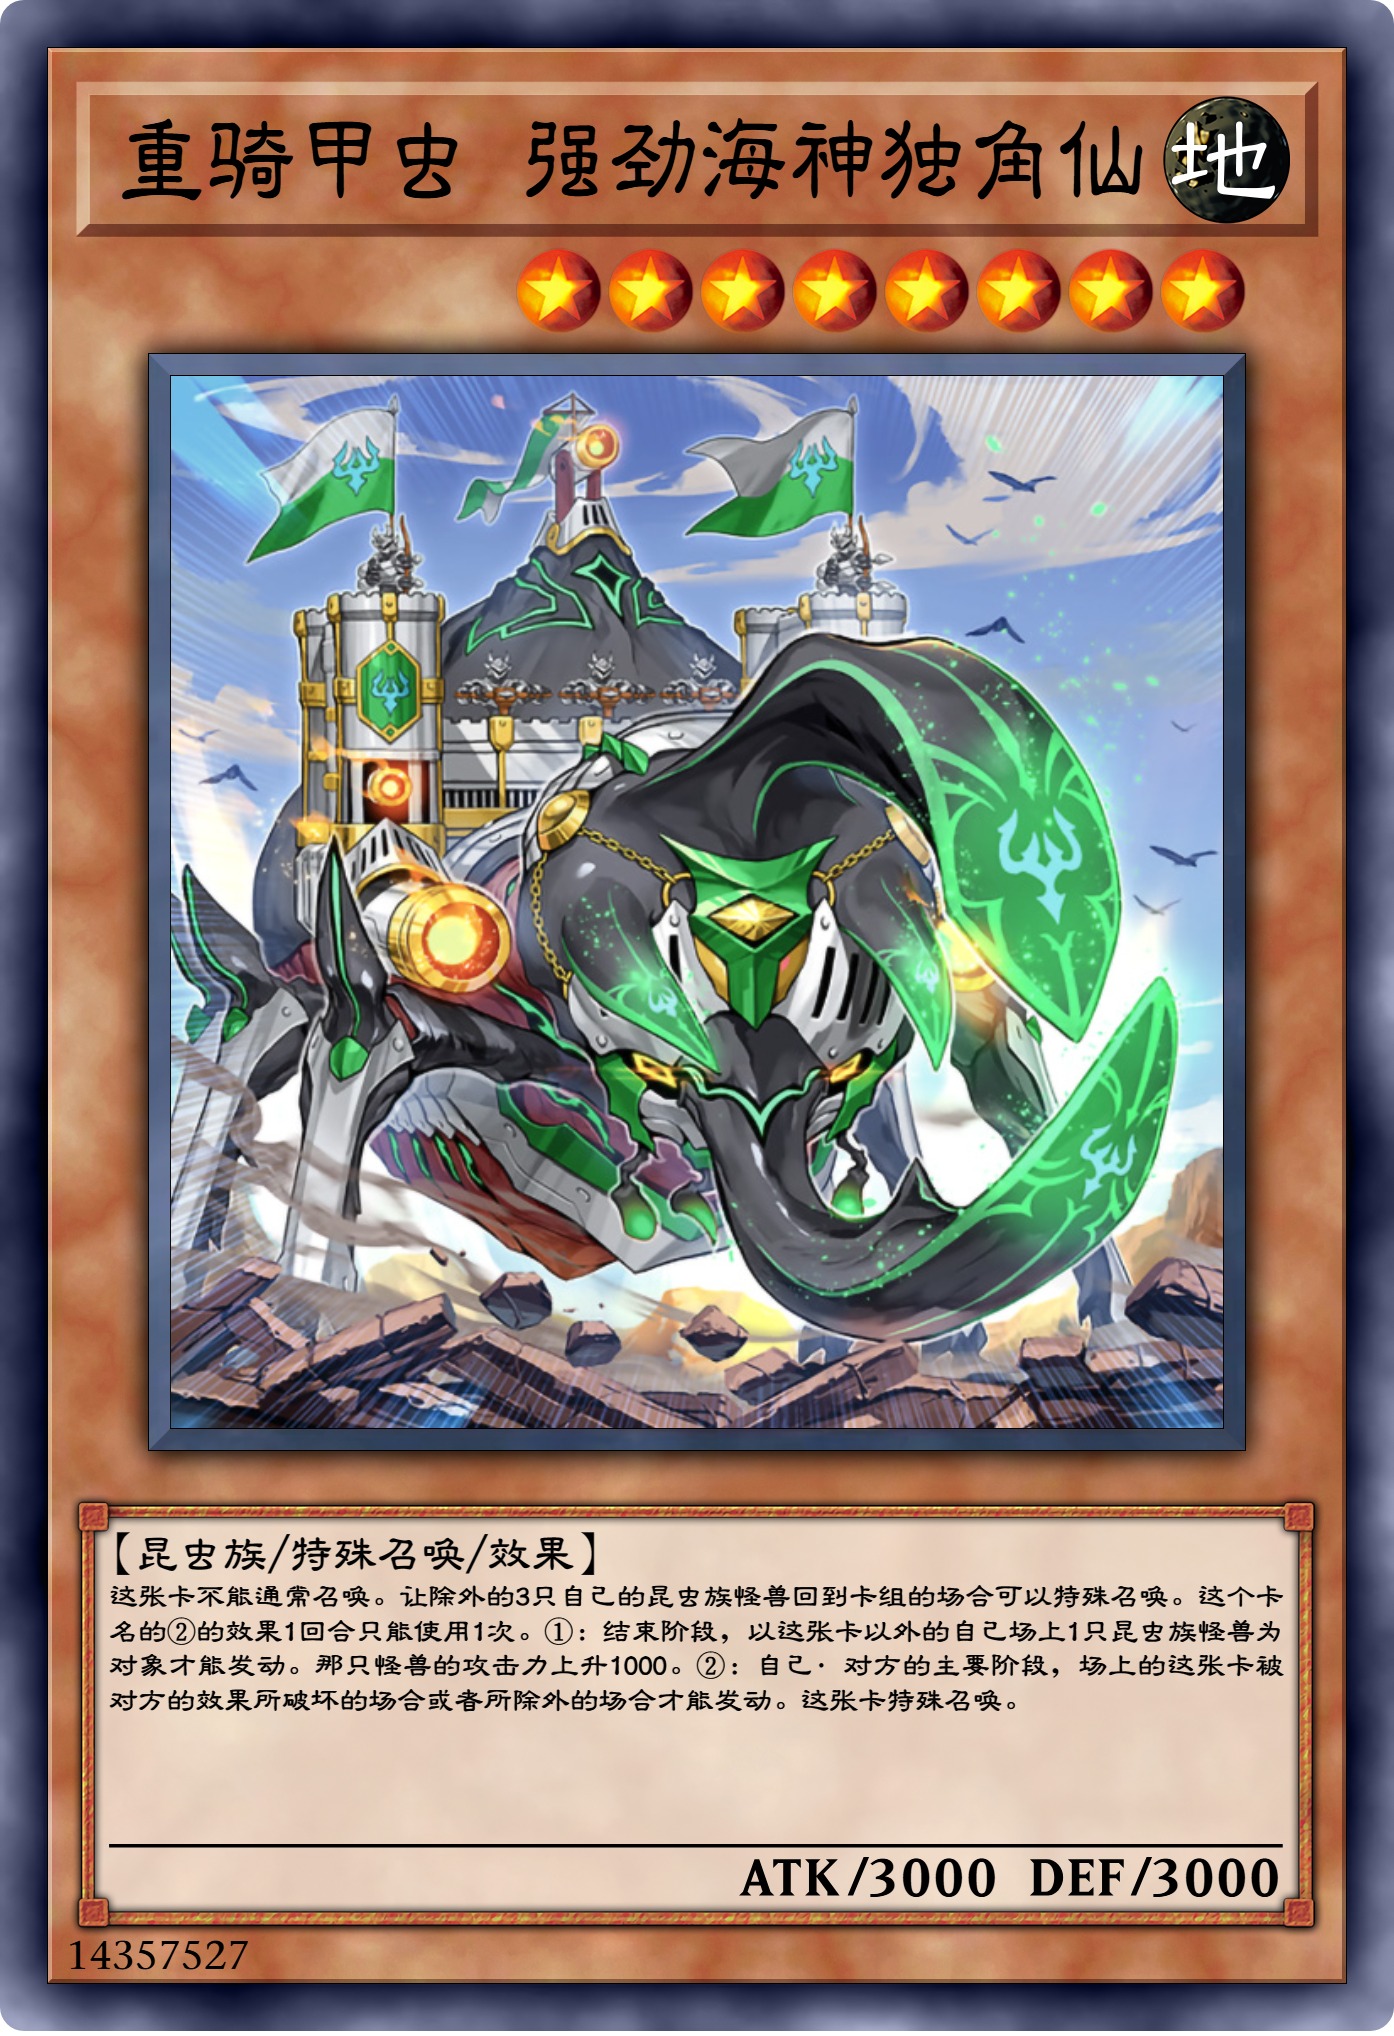 重骑甲虫 强劲海神独角仙 地
【昆虫族/特殊召唤/效果】
这张卡不能通常召唤。让除外的3只自己的昆虫族怪兽回到卡组的场合可以特殊召唤。这个卡
名的②的效果1回合只能使用1次。①：结束阶段，以这张卡以外的自己场上1只昆虫族怪兽为
对象才能发动。那只怪兽的攻击力上升1000。②：自己·对方的主要阶段，场上的这张卡被
对方的效果所破坏的场合或者所除外的场合才能发动。这张卡特殊召唤。
ATK/3000 DEF/3000
14357527